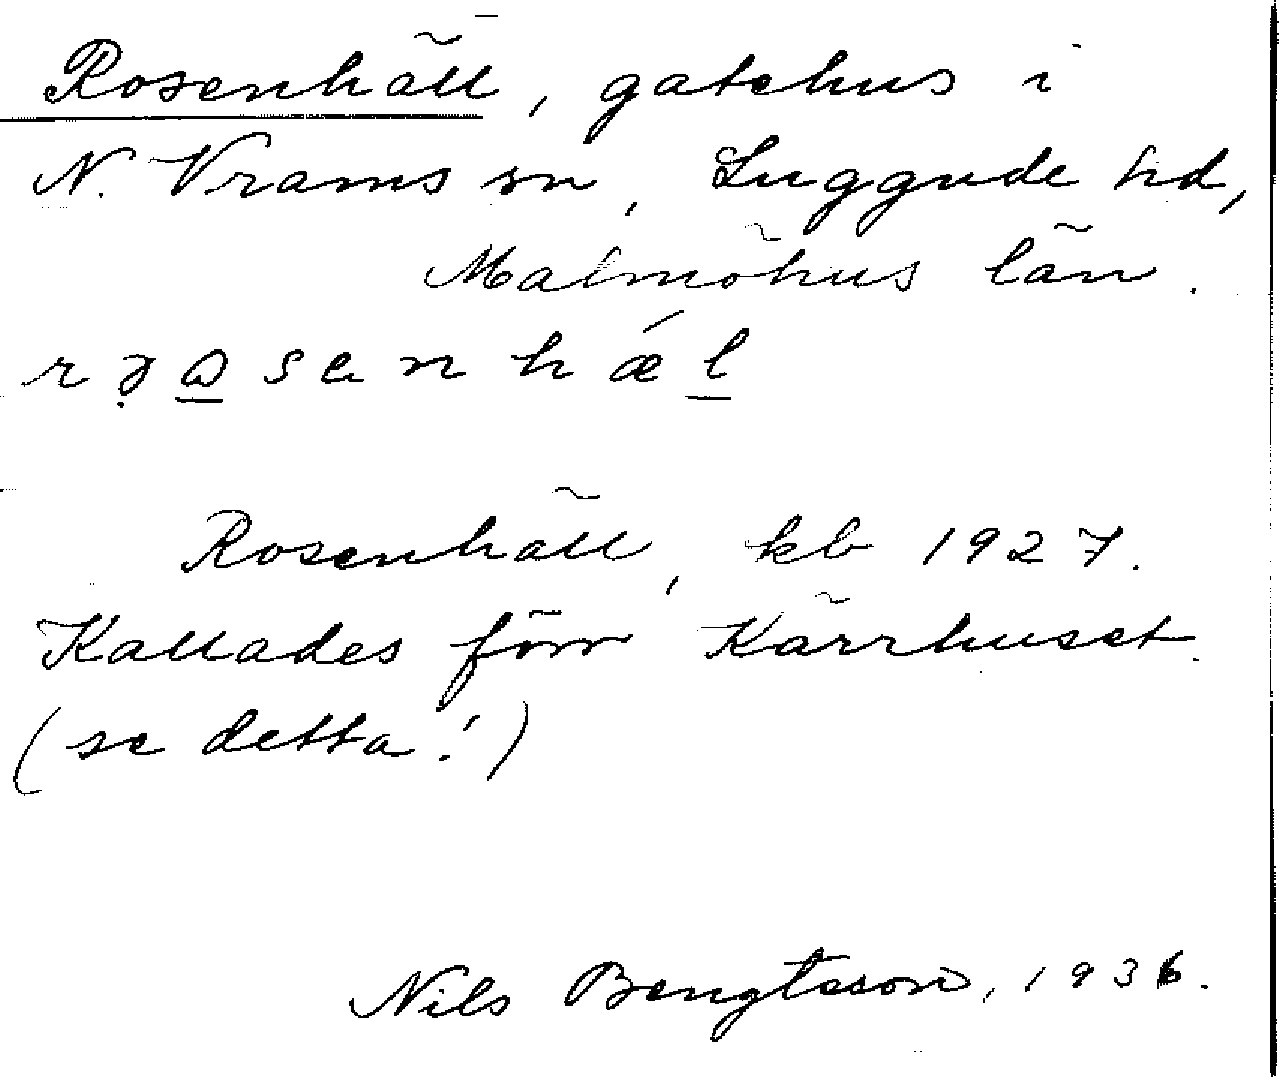 Rosenhäll, gatehus i
N. Vrams sn, Luggude hd,
Malmöhus län.
Rosenhäll, kb 1927.
Kallades förr Kärrhuset.
(se detta!)
Nils Bengtsson, 1936.